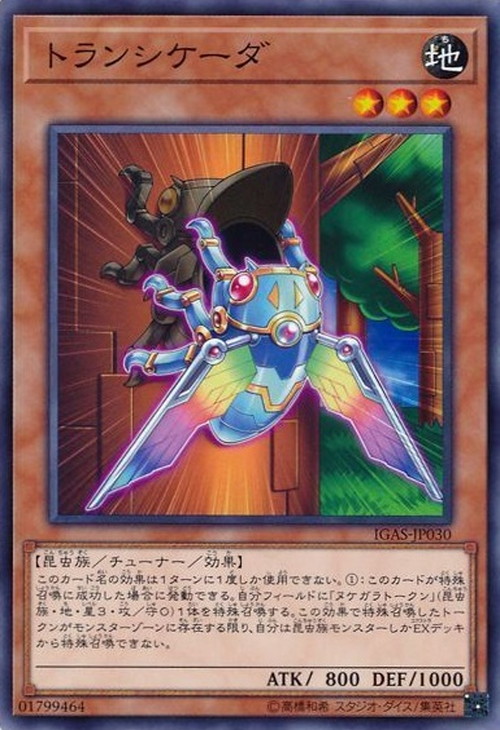 トランシケーダ
地
IGAS-JP030
【昆虫族/チューナー/効果】
このカード名の効果は1ターンに1度しか使用できない。①:このカードが特殊
召喚に成功した場合に発動できる。自分フィールドに「ヌケガラトークン」(昆虫
族・地・星3・攻/守0)1体を特殊召喚する。この効果で特殊召喚したトー
クンがモンスターゾーンに存在する限り、自分は昆虫族モンスターしかEXデッキ
から特殊召喚できない。
ATK/ 800 DEF/1000
01799464
©高橋和希 スタジオ・ダイス/集英社